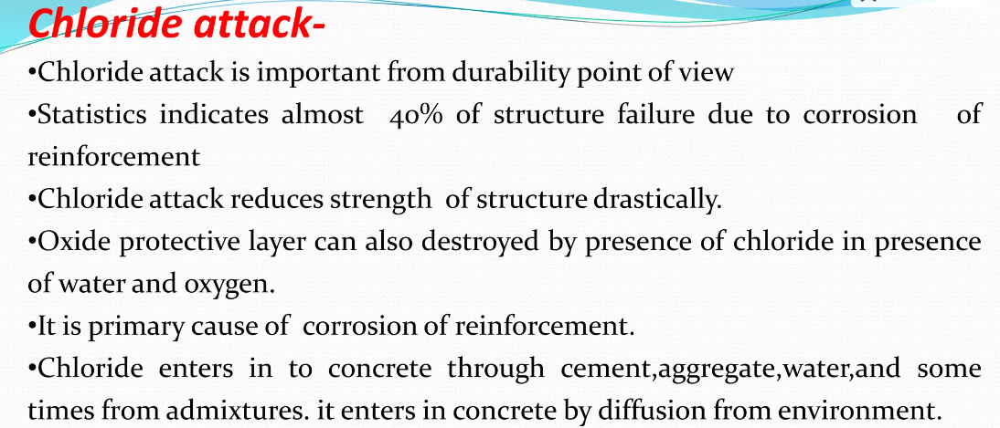 Chloride attack-
•Chloride attack is important from durability point of view
•Statistics indicates almost 40% of structure failure due to corrosion of
reinforcement
•Chloride attack reduces strength of structure drastically.
•Oxide protective layer can also destroyed by presence of chloride in presence
of water and oxygen.
•It is primary cause of corrosion of reinforcement.
•Chloride enters in to concrete through cement,aggregate,water,and some
times from admixtures. it enters in concrete by diffusion from environment.